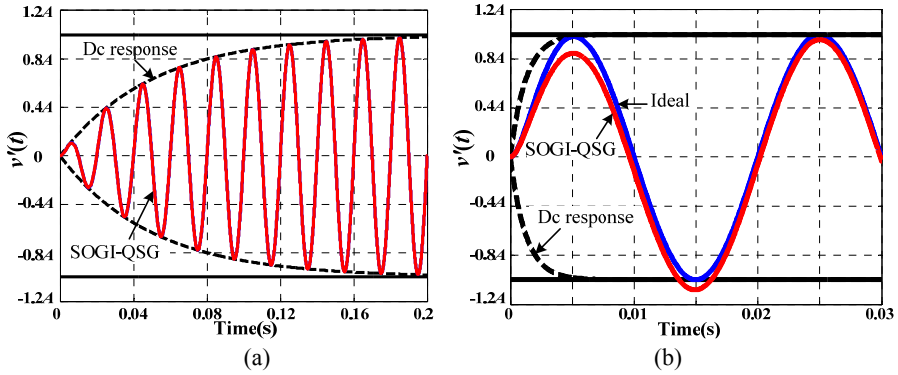 1.24
0.84
0.44
0
-0.44
-0.84
-1.24
v'(t)
Dc response
SOGI-QSG
0
0.04
0.08
0.12
0.16
0.2
Time(s)
(a)
1.24
0.84
0.44
0
-0.44
-0.84
-1.24
v'(t)
Ideal
SOGI-QSG
Dc response
0
0.01
0.02
0.03
Time(s)
(b)